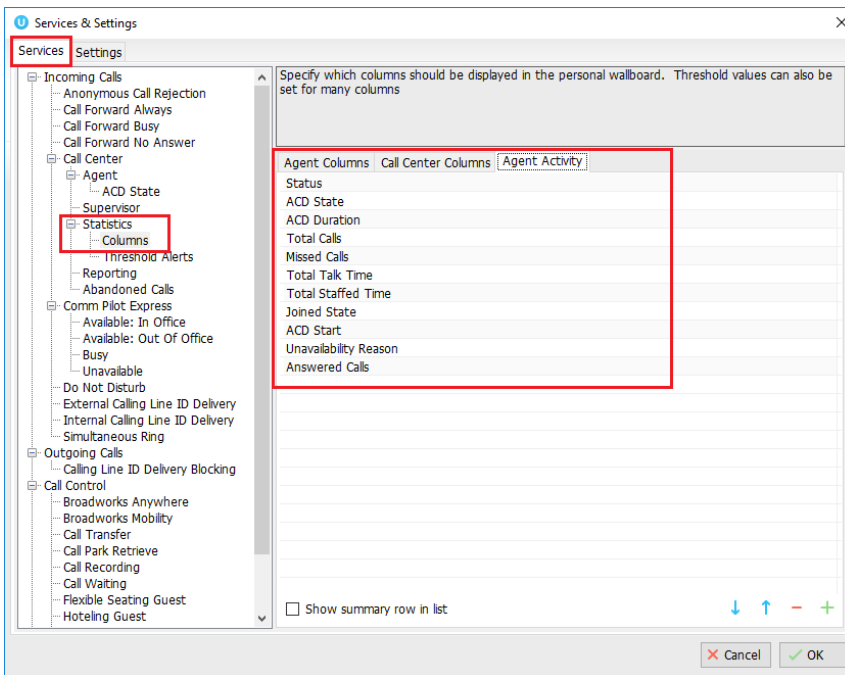 Services & Settings
Services Settings
Incoming Calls
Anonymous Call Rejection
Call Forward Always
Call Forward Busy
Call Forward No Answer
Call Center
Agent
ACD State
Supervisor
Statistics
Columns
Threshold Alerts
Reporting
Abandoned Calls
Comm Pilot Express
Available: In Office
Available: Out Of Office
Busy
Unavailable
Do Not Disturb
External Calling Line ID Delivery
Internal Calling Line ID Delivery
Simultaneous Ring
Outgoing Calls
Calling Line ID Delivery Blocking
Call Control
Broadworks Anywhere
Broadworks Mobility
Call Transfer
Call Park Retrieve
Call Recording
Call Waiting
Flexible Seating Guest
Hoteling Guest
Specify which columns should be displayed in the personal wallboard. Threshold values can also be
set for many columns
Agent Columns Call Center Columns Agent Activity
Status
ACD State
ACD Duration
Total Calls
Missed Calls
Total Talk Time
Total Staffed Time
Joined State
ACD Start
Unavailability Reason
Answered Calls
Show summary row in list
Cancel OK